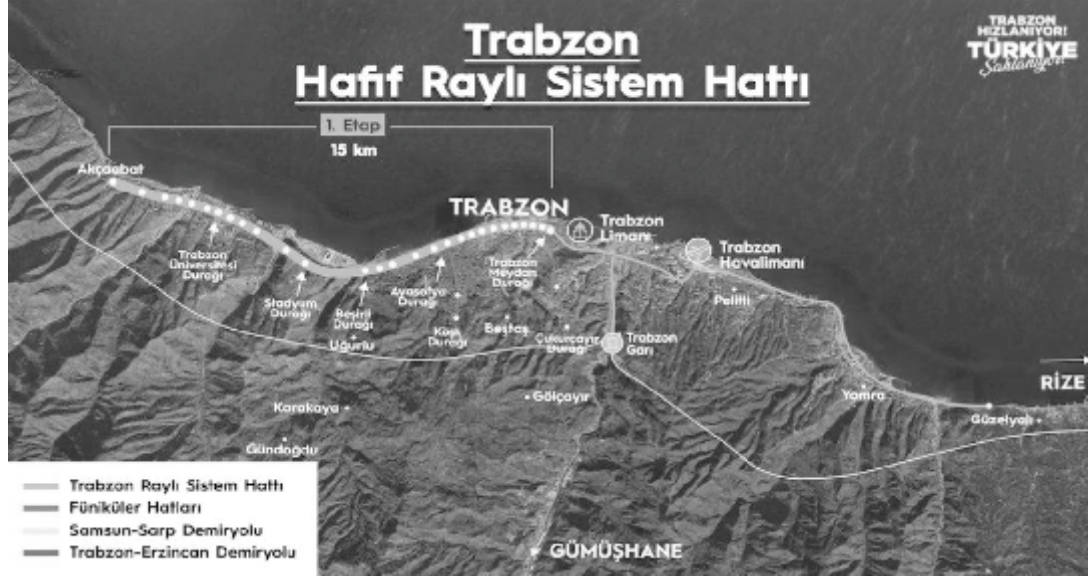 Trabzon
Hafif Raylı Sistem Hattı
TRABZON
HIZLANIYOR!
TÜRKİYE
Şahlanıyor!
1. Etap
15 km
Akçaabat
TRABZON
Trabzon
Limanı
Trabzon
Havalimanı
Trabzon
Üniversitesi
Durağı
Stadyum
Durağı
Beşirli
Durağı
Uğurlu
Ayasofya
Durağı
Köşk
Durağı
Beştaş
Trabzon
Meydan
Durağı
Çukurçayır
Durağı
Trabzon
Garı
Pelitli
RİZE
Yomra
Güzelyalı
Karakaya
Gölçayır
Gündoğdu
GÜMÜŞHANE
Trabzon Raylı Sistem Hattı
Füniküler Hatları
Samsun-Sarp Demiryolu
Trabzon-Erzincan Demiryolu